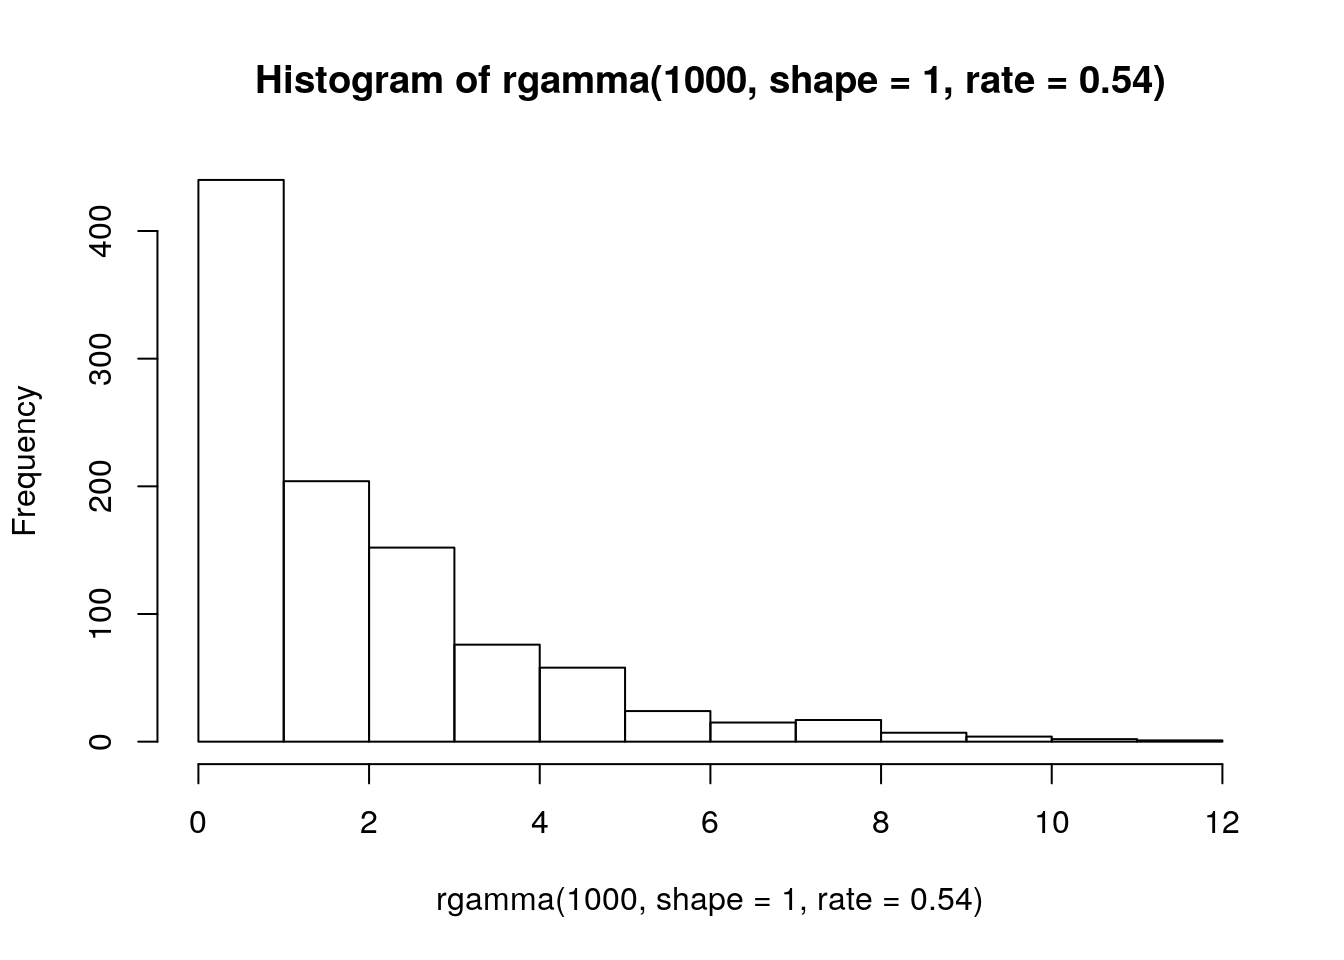 Histogram of rgamma(1000, shape = 1, rate = 0.54)
Frequency
400
300
200
100
0
0 2 4 6 8 10 12
rgamma(1000, shape = 1, rate = 0.54)